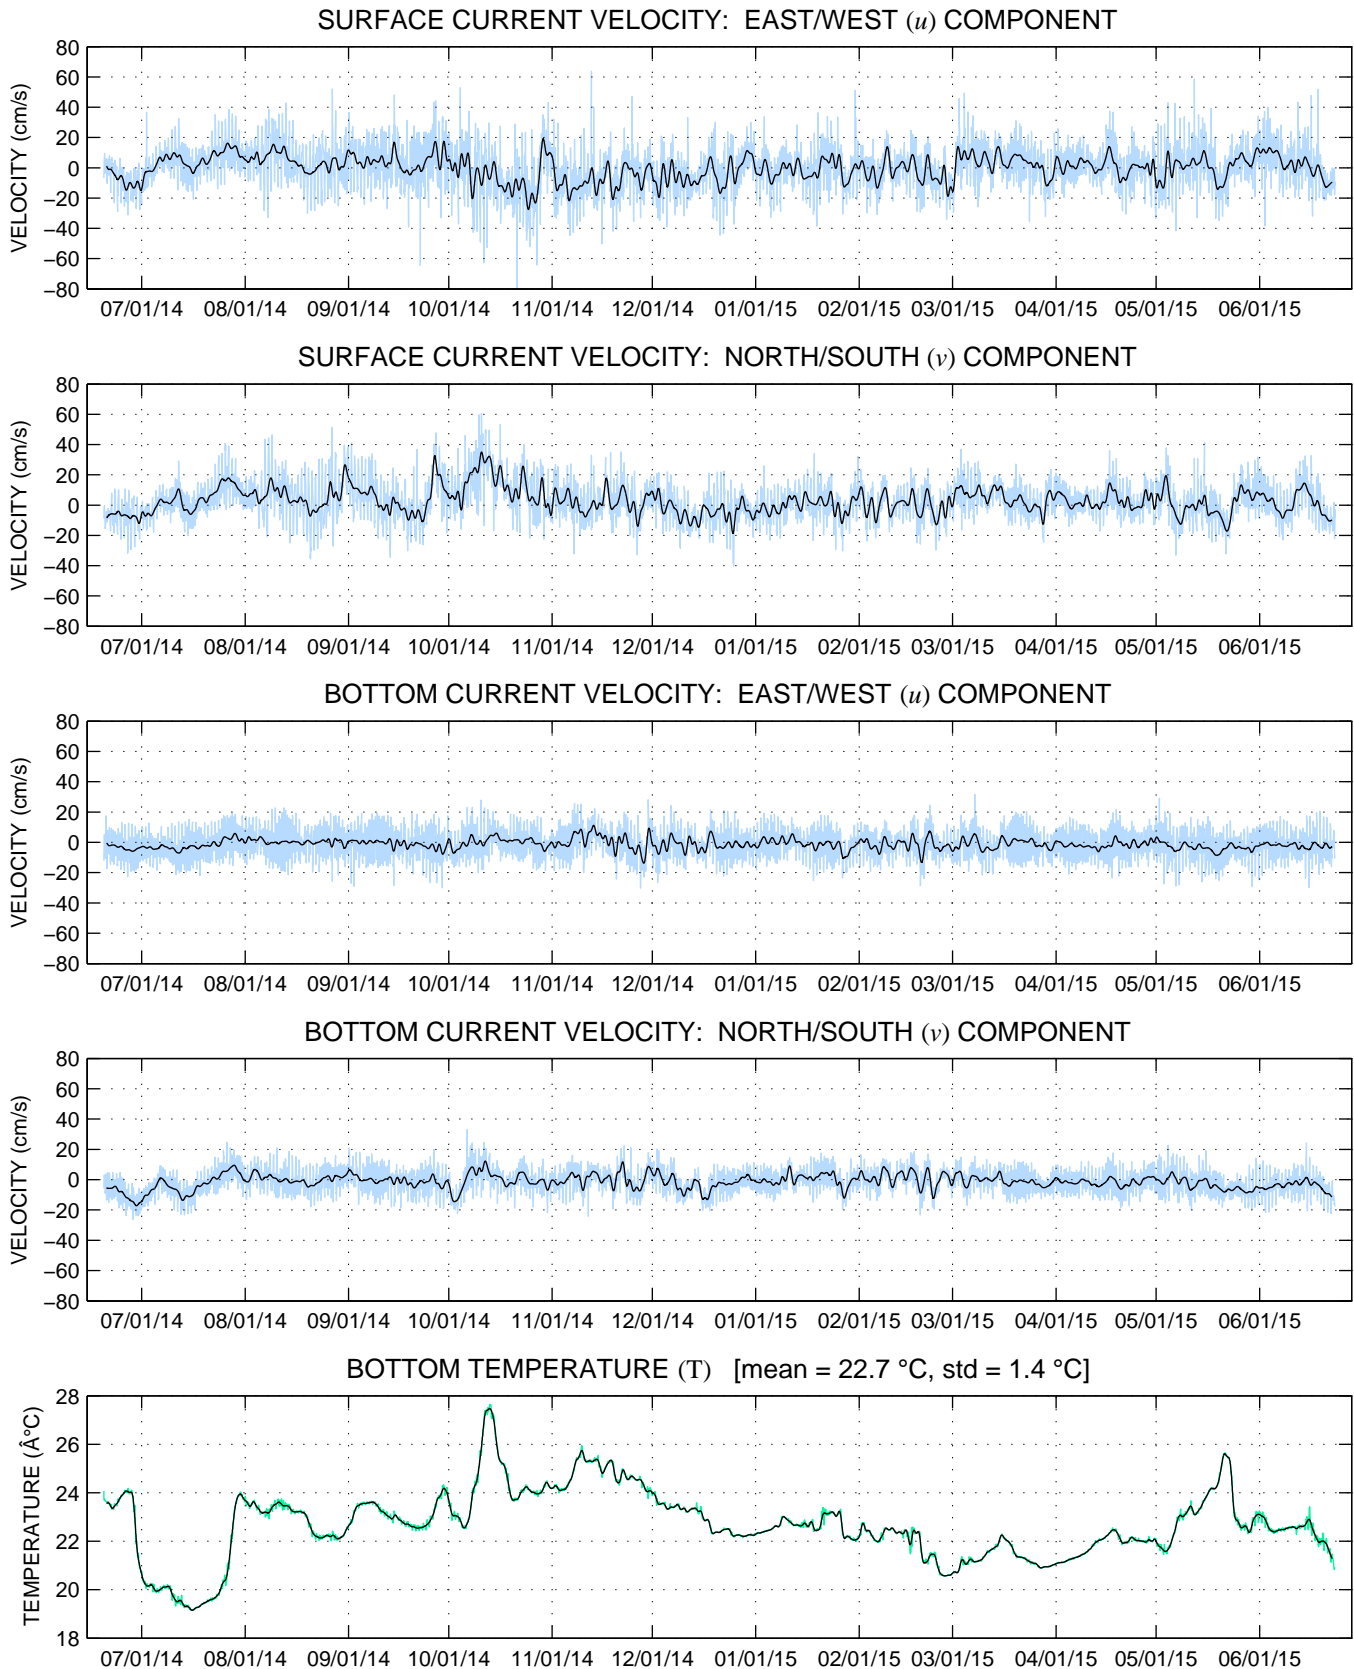 SURFACE CURRENT VELOCITY: EAST/WEST (u) COMPONENT
80
60
40
20
0
−20
−40
−60
−80
VELOCITY (cm/s)
07/01/14 08/01/14 09/01/14 10/01/14 11/01/14 12/01/14 01/01/15 02/01/15 03/01/15 04/01/15 05/01/15 06/01/15
SURFACE CURRENT VELOCITY: NORTH/SOUTH (v) COMPONENT
80
60
40
20
0
−20
−40
−60
−80
VELOCITY (cm/s)
07/01/14 08/01/14 09/01/14 10/01/14 11/01/14 12/01/14 01/01/15 02/01/15 03/01/15 04/01/15 05/01/15 06/01/15
BOTTOM CURRENT VELOCITY: EAST/WEST (u) COMPONENT
80
60
40
20
0
−20
−40
−60
−80
VELOCITY (cm/s)
07/01/14 08/01/14 09/01/14 10/01/14 11/01/14 12/01/14 01/01/15 02/01/15 03/01/15 04/01/15 05/01/15 06/01/15
BOTTOM CURRENT VELOCITY: NORTH/SOUTH (v) COMPONENT
80
60
40
20
0
−20
−40
−60
−80
VELOCITY (cm/s)
07/01/14 08/01/14 09/01/14 10/01/14 11/01/14 12/01/14 01/01/15 02/01/15 03/01/15 04/01/15 05/01/15 06/01/15
BOTTOM TEMPERATURE (T) [mean = 22.7 °C, std = 1.4 °C]
28
26
24
22
20
18
TEMPERATURE (Â°C)
07/01/14 08/01/14 09/01/14 10/01/14 11/01/14 12/01/14 01/01/15 02/01/15 03/01/15 04/01/15 05/01/15 06/01/15